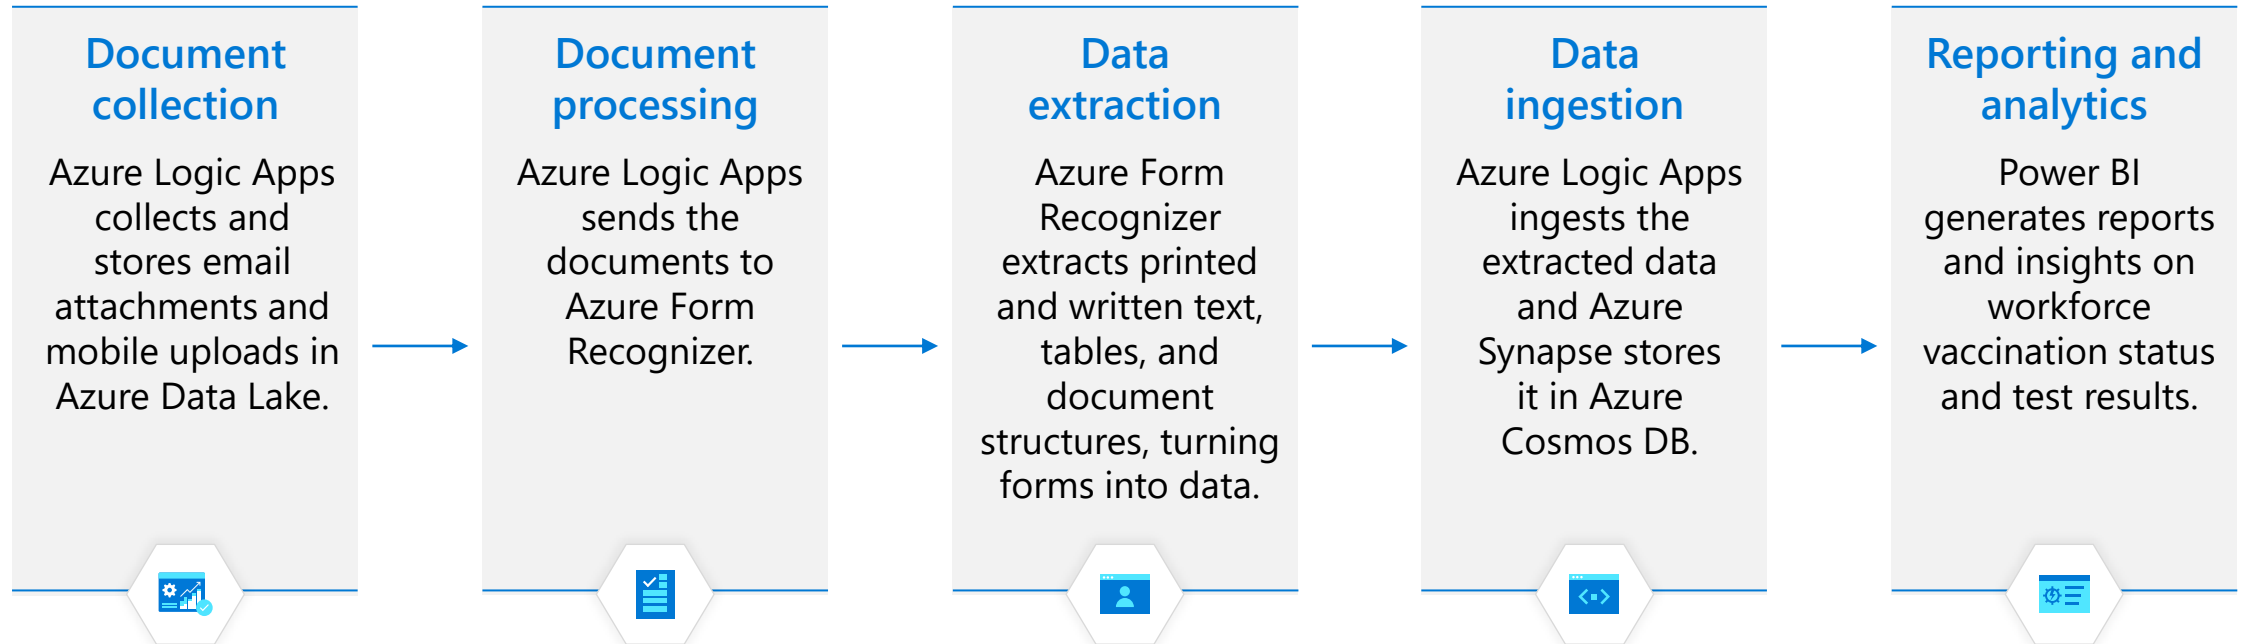 Document
collection
Azure Logic Apps
collects and
stores email
attachments and
mobile uploads in
Azure Data Lake.
Document
processing
Azure Logic Apps
sends the
documents to
Azure Form
Recognizer.
Data
extraction
Azure Form
Recognizer
extracts printed
and written text,
tables, and
document
structures, turning
forms into data.
Data
ingestion
Azure Logic Apps
ingests the
extracted data
and Azure
Synapse stores
it in Azure
Cosmos DB.
Reporting and
analytics
Power BI
generates reports
and insights on
workforce
vaccination status
and test results.